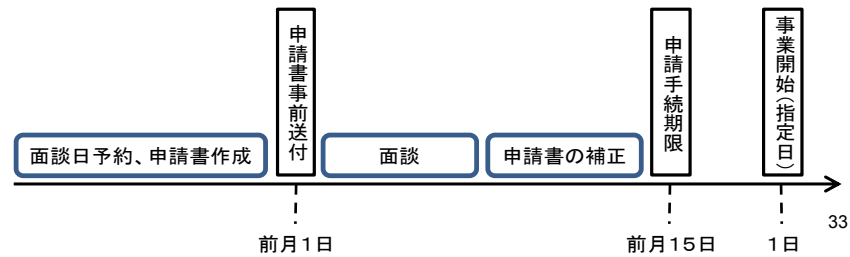 申請書事前送付
申請手続期限
事業開始(指定日)
面談日予約、申請書作成
面談
申請書の補正
33
前月1日
前月15日
1日